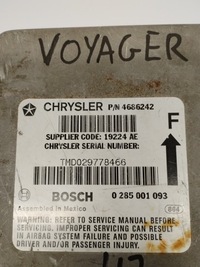 VOYAGER
CHRYSLER P/N 4686242
SUPPLIER CODE: 19224 AE
CHRYSLER SERIAL NUMBER:
F
TMD029778466
BOSCH 0 285 001 093
Assembled in Mexico
WARNING: REFER TO SERVICE MANUAL BEFORE
SERVICING. IMPROPER SERVICING CAN RESULT
IN AIRBAG SYSTEM FAILURE AND POSSIBLE
DRIVER AND/OR PASSENGER INJURY.